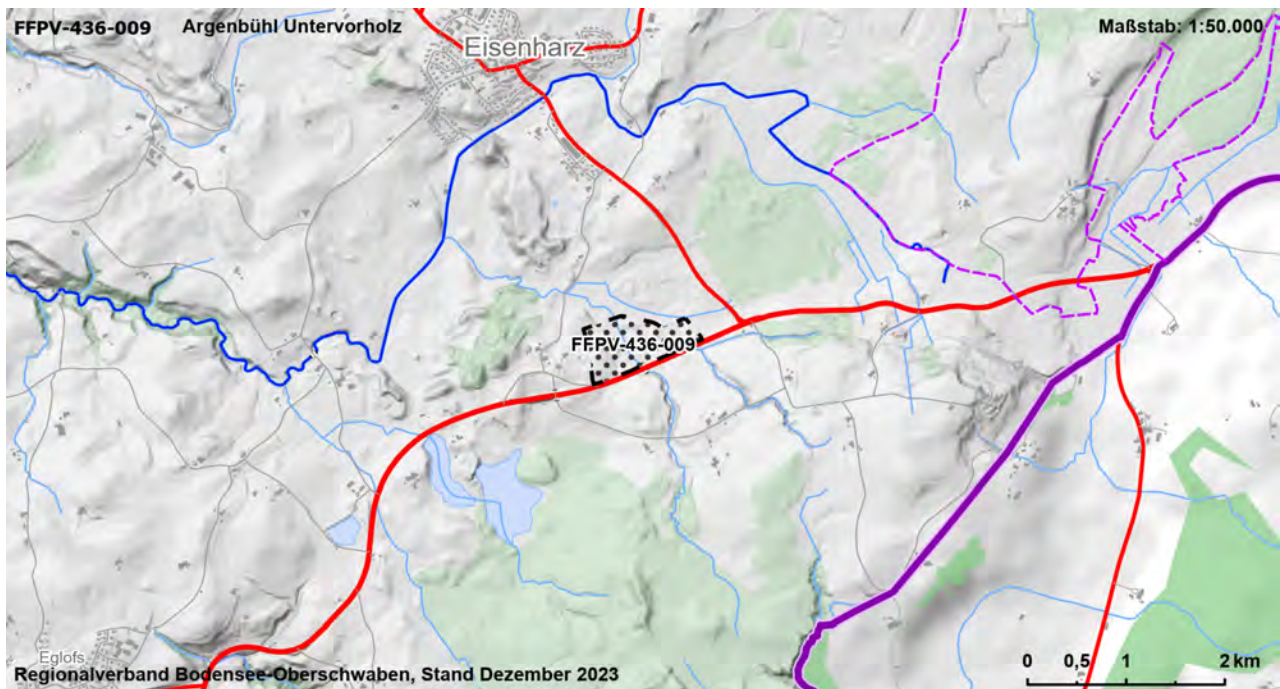 FFPV-436-009 Argenbühl Untervorholz Maßstab: 1:50.000
Eisenharz
FFPV-436-009
Eglofs
0 0,5 1 2 km
Regionalverband Bodensee-Oberschwaben, Stand Dezember 2023